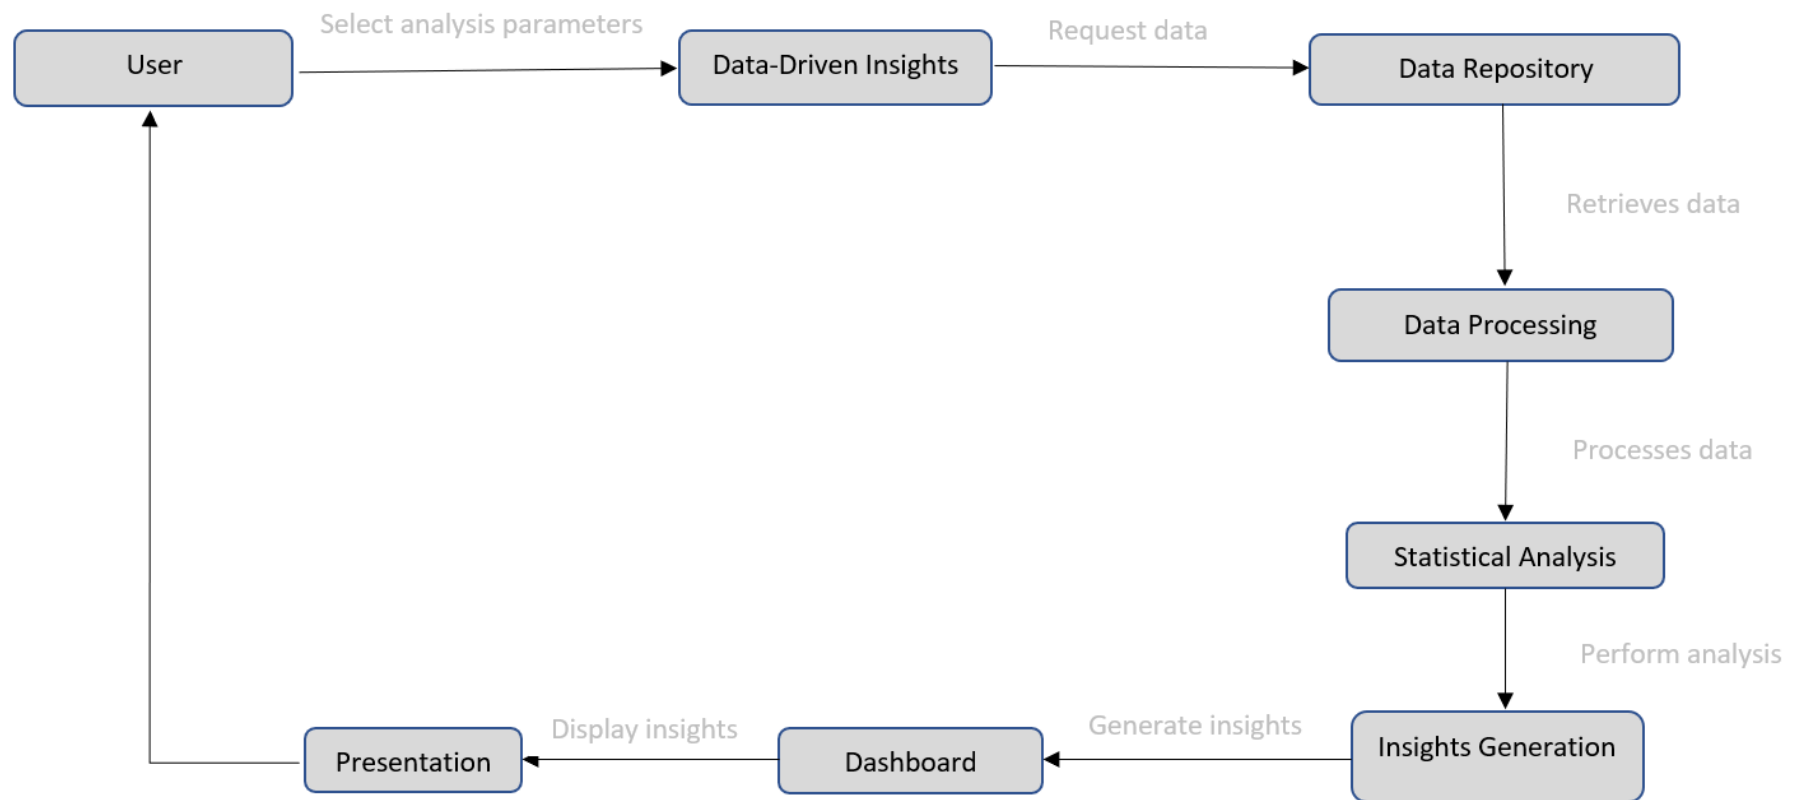 Select analysis parameters
Request data
User
Data-Driven Insights
Data Repository
Retrieves data
Data Processing
Processes data
Statistical Analysis
Perform analysis
Insights Generation
Generate insights
Dashboard
Display insights
Presentation